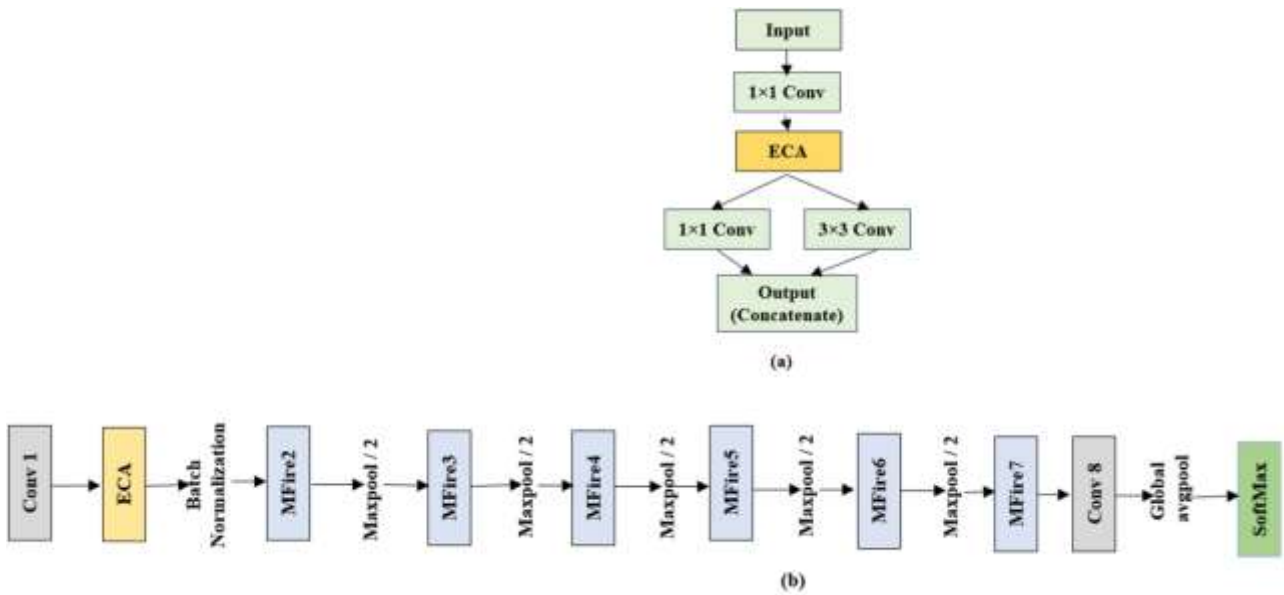 Input
1×1 Conv
ECA
1×1 Conv
3×3 Conv
Output
(Concatenate)
(a)
Conv 1
ECA
Batch
Normalization
MFire2
Maxpool / 2
MFire3
Maxpool / 2
MFire4
Maxpool / 2
MFire5
Maxpool / 2
MFire6
Maxpool / 2
MFire7
Conv 8
Global
avgpool
SoftMax
(b)